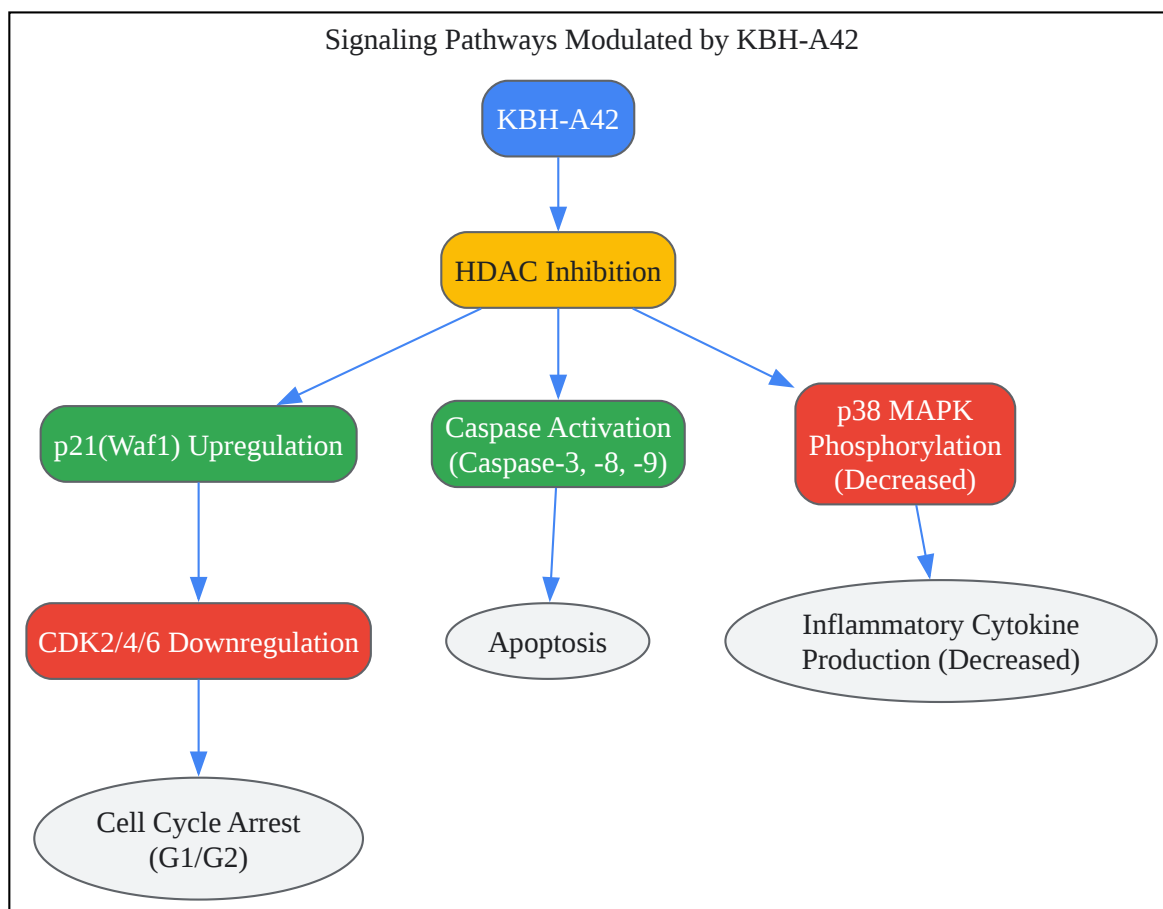 Signaling Pathways Modulated by KBH-A42
KBH-A42
HDAC Inhibition
p21(Waf1) Upregulation
Caspase Activation
(Caspase-3, -8, -9)
p38 MAPK
Phosphorylation
(Decreased)
CDK2/4/6 Downregulation
Apoptosis
Inflammatory Cytokine
Production (Decreased)
Cell Cycle Arrest
(G1/G2)